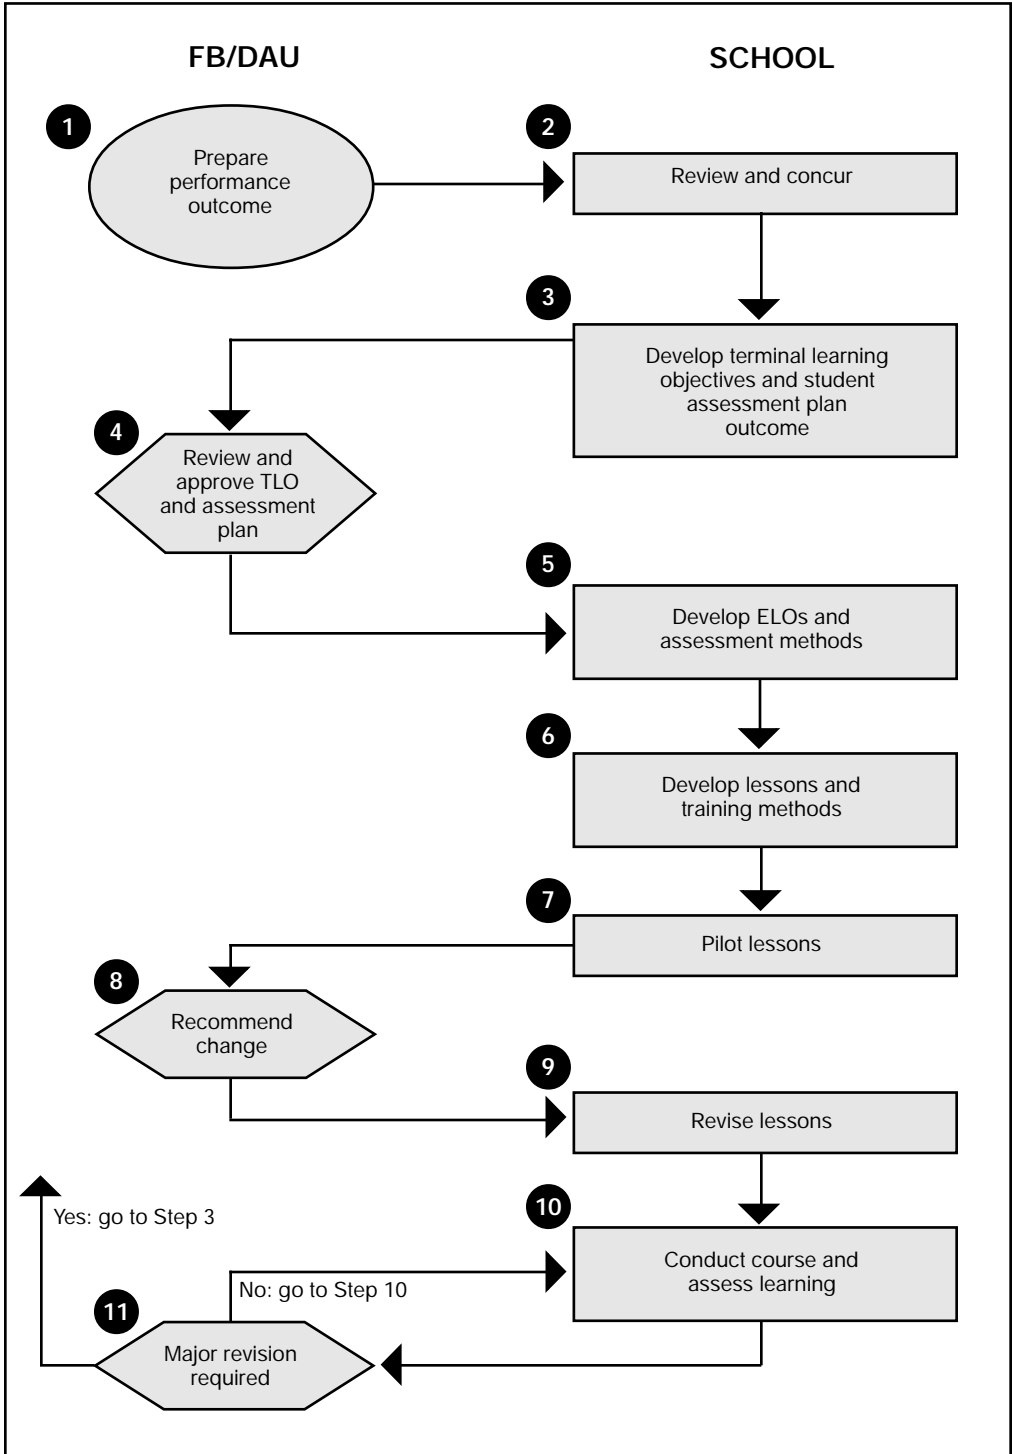 FB/DAU
SCHOOL
1
Prepare
performance
outcome
2
Review and concur
3
Develop terminal learning
objectives and student
assessment plan
outcome
4
Review and
approve TLO
and assessment
plan
5
Develop ELOs and
assessment methods
6
Develop lessons and
training methods
7
Pilot lessons
8
Recommend
change
9
Revise lessons
10
Conduct course and
assess learning
Yes: go to Step 3
No: go to Step 10
11
Major revision
required